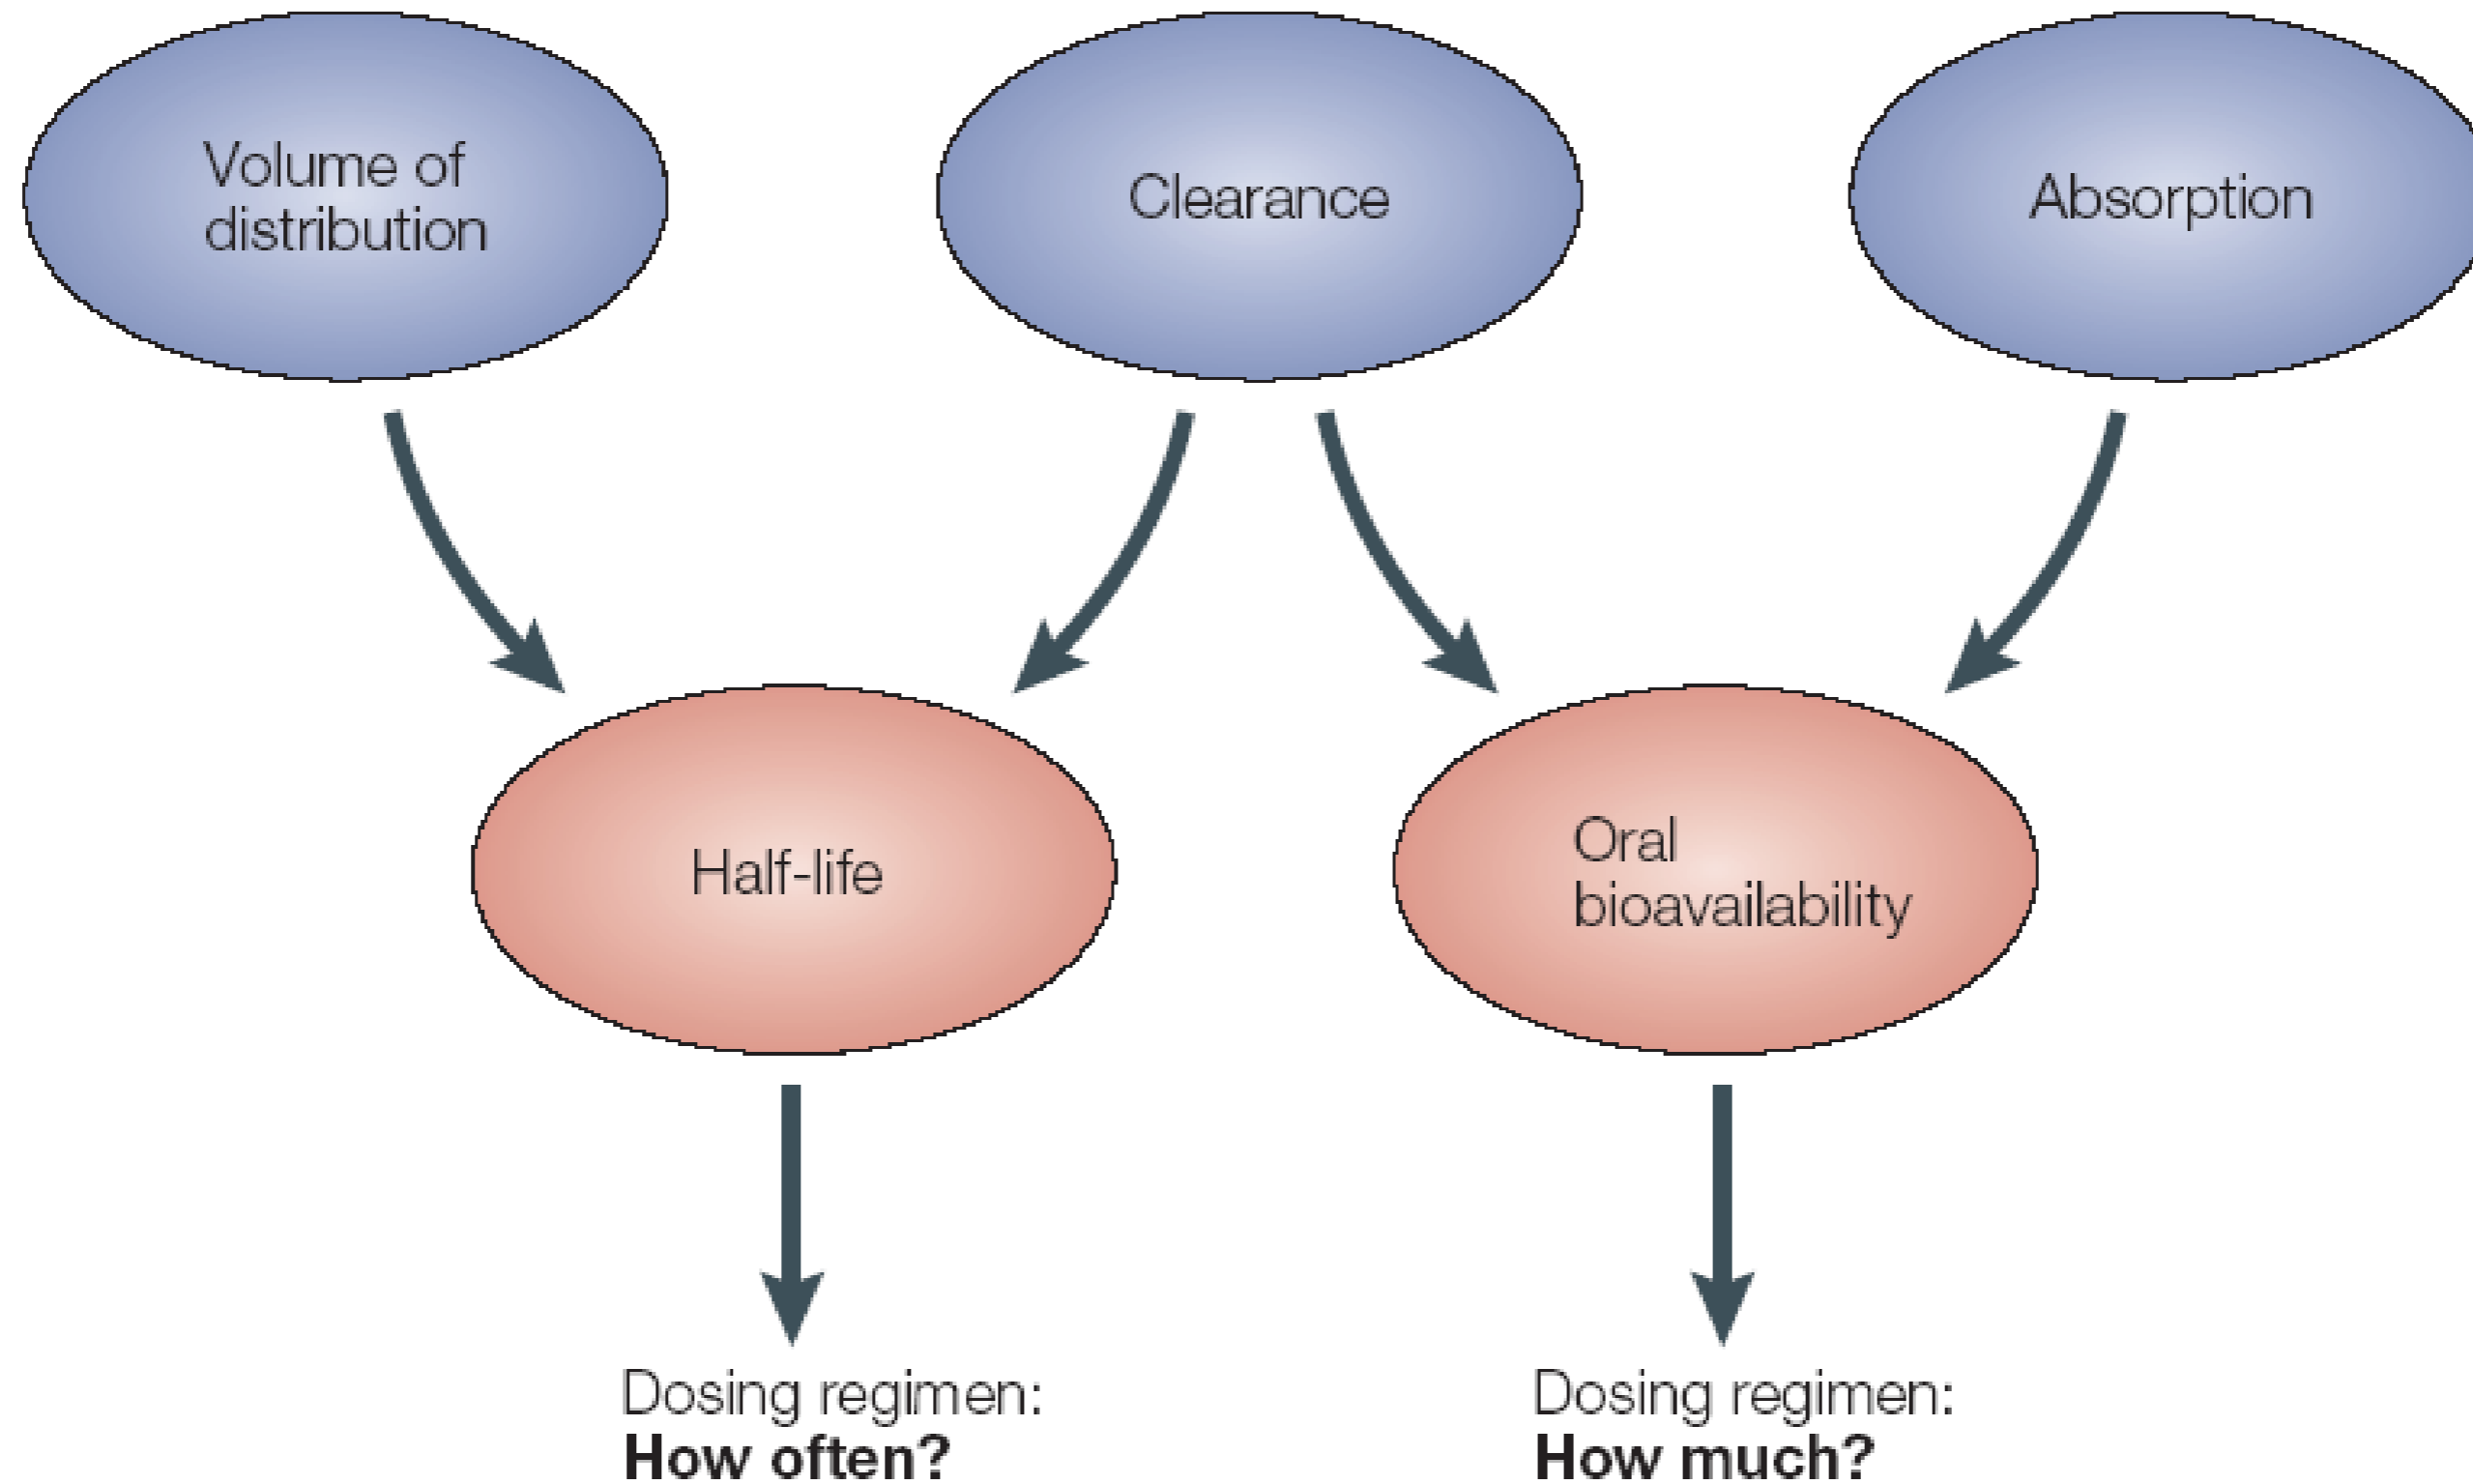 Volume of
distribution
Clearance
Absorption
Half-life
Oral
bioavailability
Dosing regimen:
How often?
Dosing regimen:
How much?